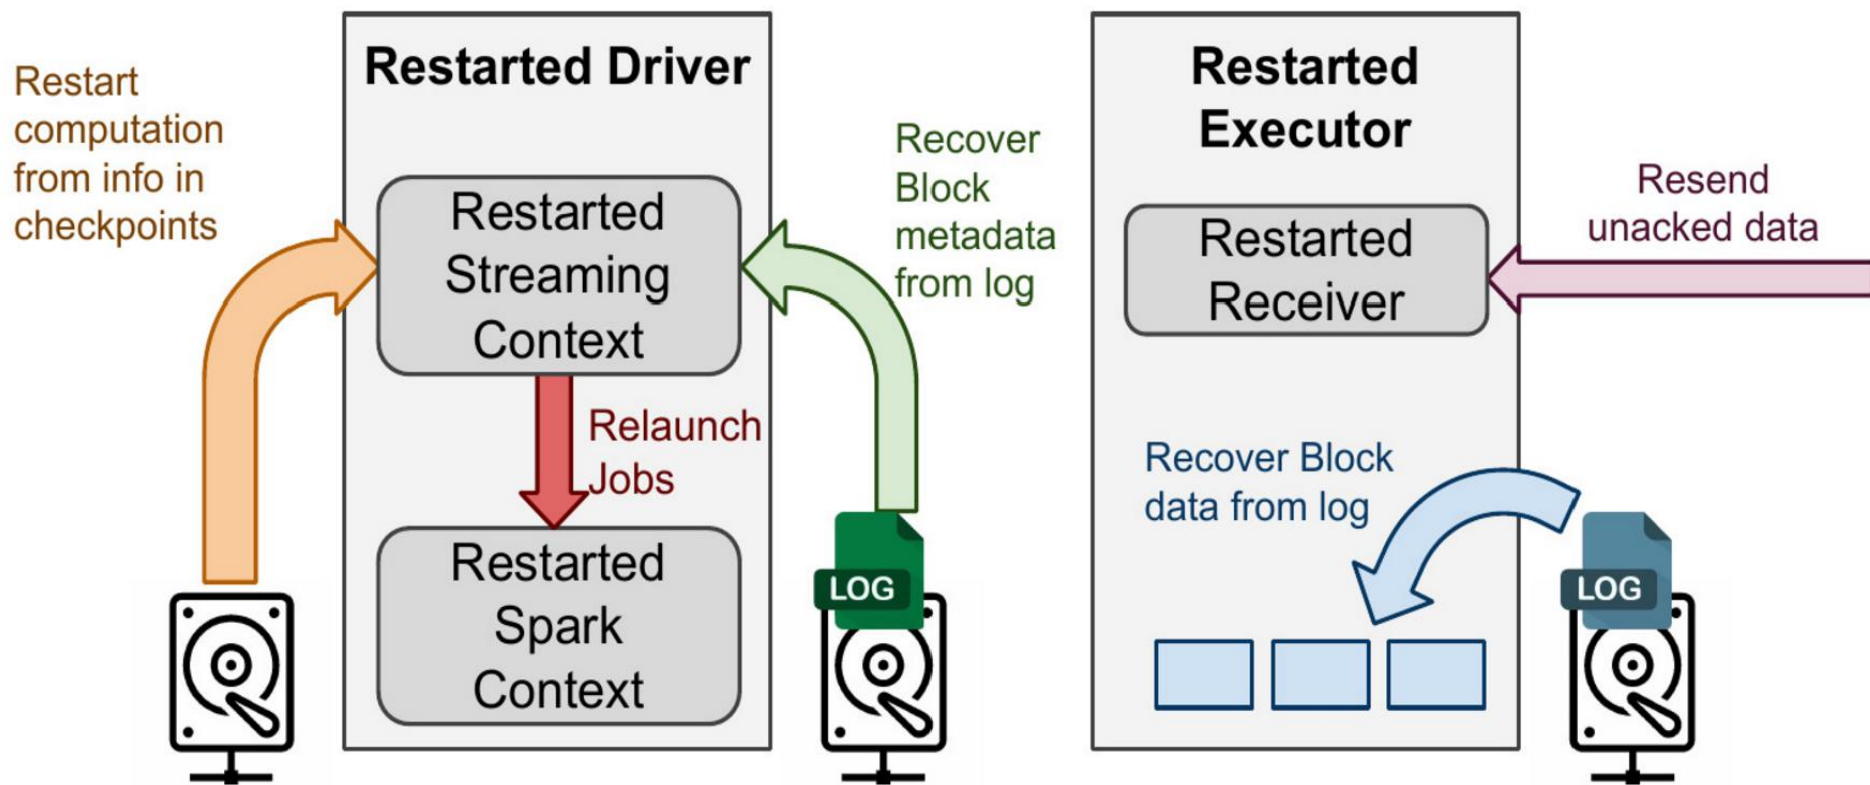 Restart
computation
from info in
checkpoints
Restarted Driver
Restarted
Streaming
Context
Relaunch
Jobs
Restarted
Spark
Context
Recover
Block
metadata
from log
LOG
Restarted
Executor
Restarted
Receiver
Resend
unacked data
Recover Block
data from log
LOG